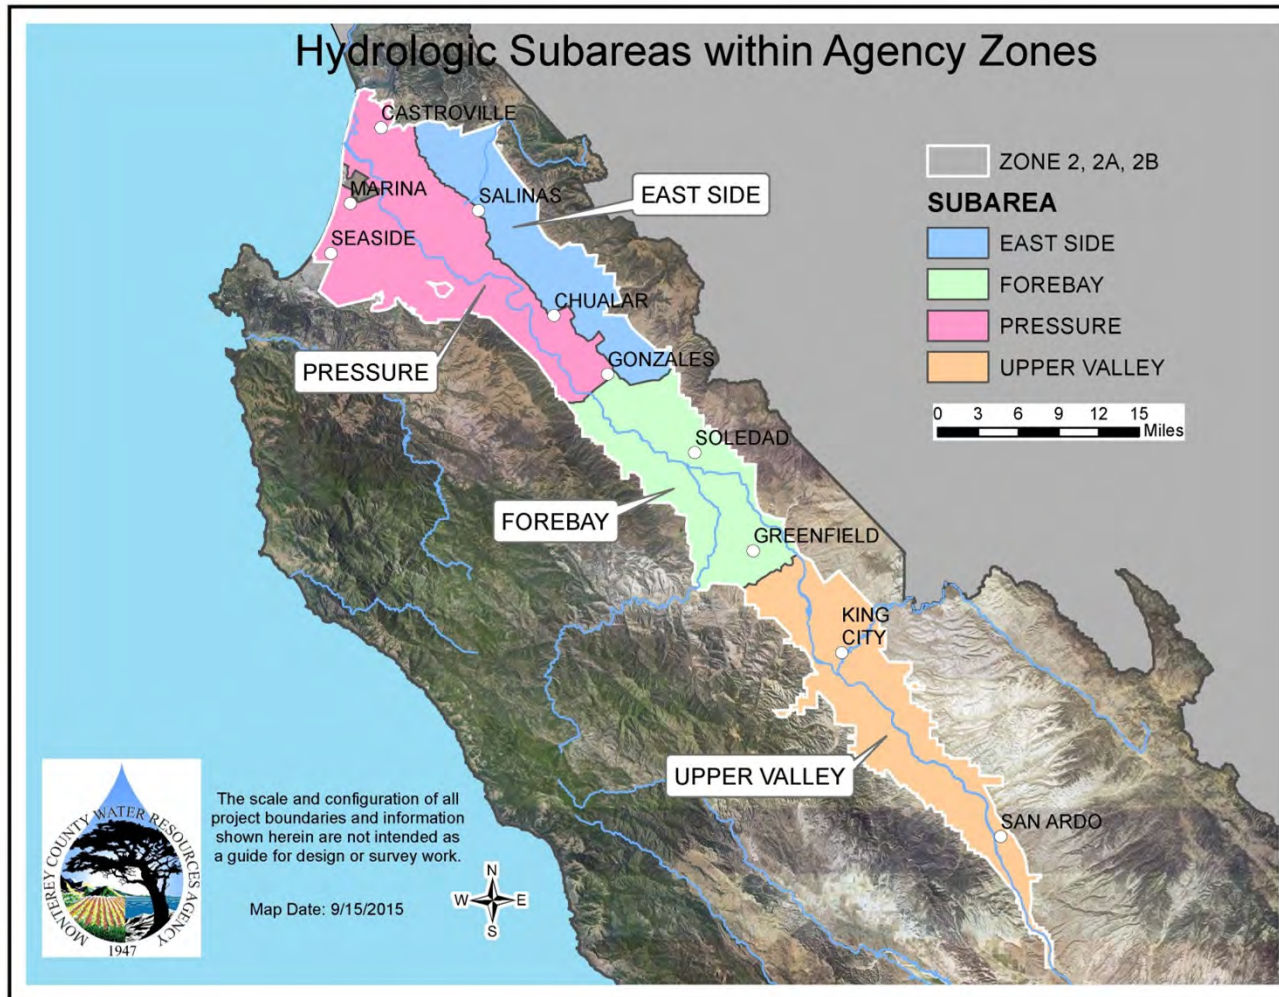 Hydrologic Subareas within Agency Zones
CASTROVILLE
MARINA
SALINAS
SEASIDE
EAST SIDE
CHUALAR
PRESSURE
GONZALES
SOLEDAD
FOREBAY
GREENFIELD
KING
CITY
UPPER VALLEY
SAN ARDO
ZONE 2, 2A, 2B
SUBAREA
EAST SIDE
FOREBAY
PRESSURE
UPPER VALLEY
0 3 6 9 12 15
Miles
MONTEREY COUNTY WATER RESOURCES AGENCY
1947
The scale and configuration of all
project boundaries and information
shown herein are not intended as
a guide for design or survey work.
Map Date: 9/15/2015
N
W E
S